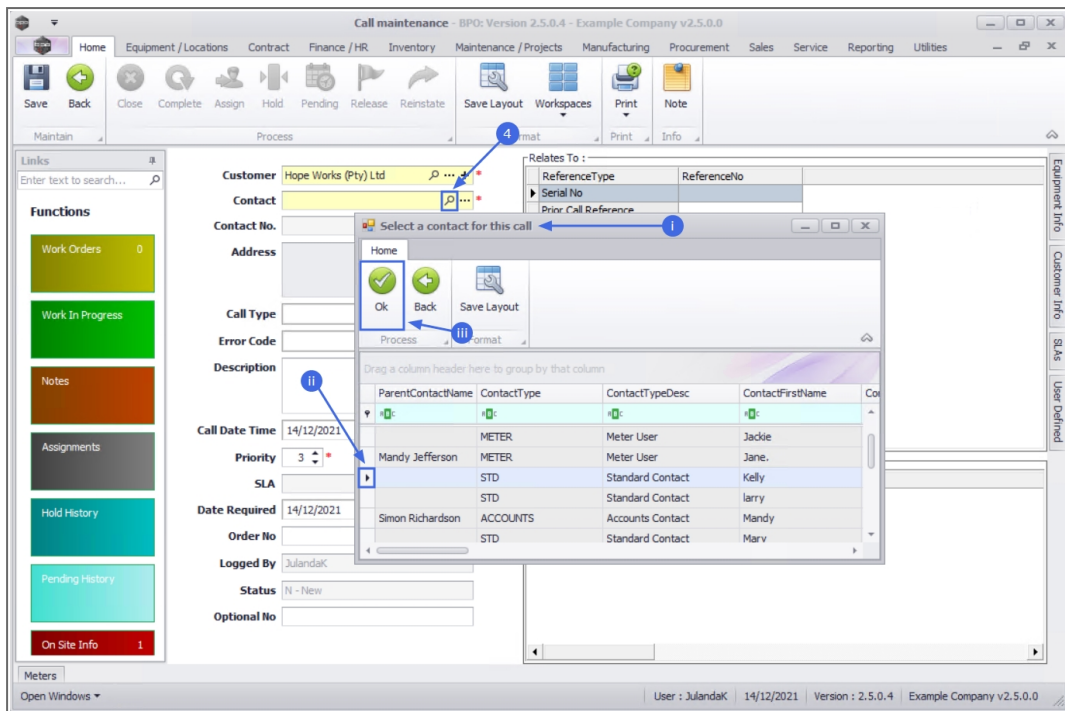 Call maintenance - BPO: Version 2.5.0.4 - Example Company v2.5.0.0
Home Equipment / Locations Contract Finance / HR Inventory Maintenance / Projects Manufacturing Procurement Sales Service Reporting Utilities
Save Back Close Complete Assign Hold Pending Release Reinstate Save Layout Workspaces Print Note
Maintain Process mat Print Info
4
Links
Enter text to search...
Functions
Work Orders 0
Work In Progress
Notes
Assignments
Hold History
Pending History
On Site Info 1
Customer Hope Works (Pty) Ltd *
Contact *
Contact No.
Address
Call Type
Error Code
Description
Call Date Time 14/12/2021
Priority 3 *
SLA
Date Required 14/12/2021
Order No
Logged By JulandaK
Status N - New
Optional No
Relates To :
ReferenceType ReferenceNo
Serial No
Prior Call Reference
Select a contact for this call
i
Home
Ok Back Save Layout
Process ormat
iii
ii
Drag a column header here to group by that column
ParentContactName ContactType ContactTypeDesc ContactFirstName Co
METER Meter User Jackie
Mandy Jefferson METER Meter User Jane.
STD Standard Contact Kelly
STD Standard Contact larry
Simon Richardson ACCOUNTS Accounts Contact Mandy
STD Standard Contact Mary
Equipment Info
Customer Info
SLAs
User Defined
Meters
Open Windows User : JulandaK 14/12/2021 Version : 2.5.0.4 Example Company v2.5.0.0